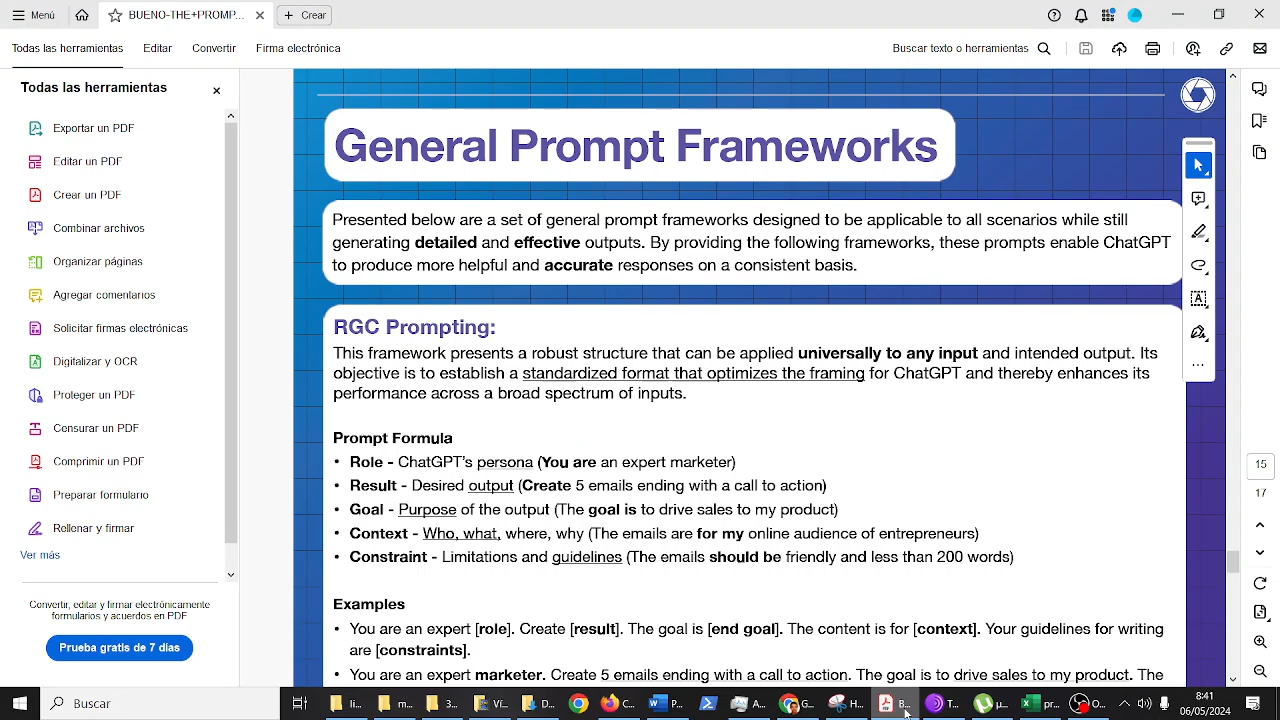 Menú
BUENO-THE+PROMP...
Crear
Todas las herramientas
Editar
Convertir
Firma electrónica
Buscar texto o herramientas
Todas las herramientas
Exportar un PDF
Editar un PDF
Crear un PDF
Combinar archivos
Organizar páginas
Agregar comentarios
Solicitar firmas electrónicas
Digitalizar y OCR
Proteger un PDF
Censurar un PDF
Comprimir un PDF
Preparar formulario
Rellenar y firmar
Ver más
Convertir, editar y firmar electrónicamente
formularios y acuerdos en PDF
Prueba gratis de 7 días
General Prompt Frameworks
Presented below are a set of general prompt frameworks designed to be applicable to all scenarios while still
generating detailed and effective outputs. By providing the following frameworks, these prompts enable ChatGPT
to produce more helpful and accurate responses on a consistent basis.
RGC Prompting:
This framework presents a robust structure that can be applied universally to any input and intended output. Its
objective is to establish a standardized format that optimizes the framing for ChatGPT and thereby enhances its
performance across a broad spectrum of inputs.
Prompt Formula
• Role - ChatGPT's persona (You are an expert marketer)
• Result - Desired output (Create 5 emails ending with a call to action)
• Goal - Purpose of the output (The goal is to drive sales to my product)
• Context - Who, what, where, why (The emails are for my online audience of entrepreneurs)
• Constraint - Limitations and guidelines (The emails should be friendly and less than 200 words)
Examples
• You are an expert [role]. Create [result]. The goal is [end goal]. The content is for [context]. Your guidelines for writing
are [constraints].
• You are an expert marketer. Create 5 emails ending with a call to action. The goal is to drive sales to my product. The
15
17
Buscar
li...
m...
3...
Vi...
D...
P...
A...
G...
H...
B...
T...
μ...
pr...
O...
8:41
06/05/2024